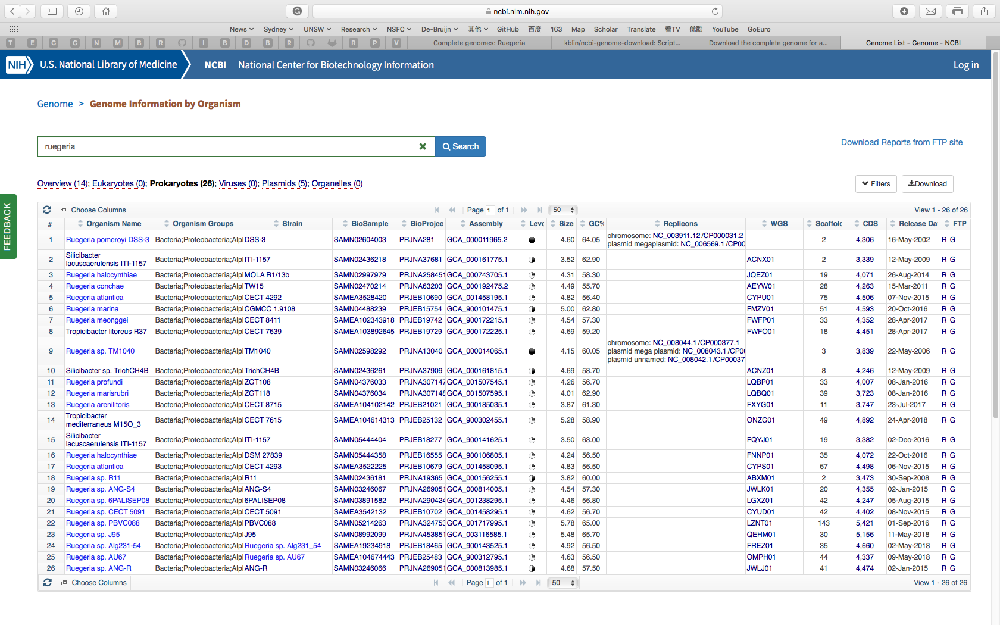 ncbi.nlm.nih.gov
News Sydney UNSW Research NSFC De-Bruijn 其他 GitHub 百度 163 Map Scholar Translate 看TV 优酷 YouTube GoEuro
T E G G N M B R I B D B R R P V Complete genomes: Ruegeria kblin/ncbi-genome-download: Script... Download the complete genome for a... Genome List - Genome - NCBI
NIH U.S. National Library of Medicine NCBI National Center for Biotechnology Information Log in
Genome > Genome Information by Organism
ruegeria Search
Download Reports from FTP site
Overview (14); Eukaryotes (0); Prokaryotes (26); Viruses (0); Plasmids (5); Organelles (0) Filters Download
FEEDBACK
Choose Columns Page 1 of 1 50 View 1 - 26 of 26
# Organism Name Organism Groups Strain BioSample BioProjec Assembly Leve Size GC% Replicons WGS Scaffolc CDS Release Da FTP
1 Ruegeria pomeroyi DSS-3 Bacteria;Proteobacteria;Alpl DSS-3 SAMN02604003 PRJNA281 GCA_000011965.2 4.60 64.05 chromosome: NC_003911.12/CP000031.2 2 4,306 16-May-2002 R G
plasmid megaplasmid: NC_006569.1/CP00
2 Silicibacter lacuscaerulensis ITI-1157 Bacteria;Proteobacteria;Alpl ITI-1157 SAMN02436218 PRJNA37681 GCA_000161775.1 3.52 62.90 ACNX01 2 3,339 12-May-2009 R G
3 Ruegeria halocynthiae Bacteria;Proteobacteria;Alpl MOLA R1/13b SAMN02997979 PRJNA258451 GCA_000743705.1 4.31 58.30 JQEZ01 19 4,071 26-Aug-2014 R G
4 Ruegeria conchae Bacteria;Proteobacteria;Alpl TW15 SAMN02470214 PRJNA63203 GCA_000192475.2 4.49 55.70 AEYW01 28 4,263 15-Mar-2011 R G
5 Ruegeria atlantica Bacteria;Proteobacteria;Alpl CECT 4292 SAMEA3528420 PRJEB10690 GCA_001458195.1 4.82 56.40 CYPU01 75 4,506 07-Nov-2015 R G
6 Ruegeria marina Bacteria;Proteobacteria;Alpl CGMCC 1.9108 SAMN04488239 PRJEB15754 GCA_900101475.1 5.00 62.80 FMZV01 51 4,593 20-Oct-2016 R G
7 Ruegeria meonggei Bacteria;Proteobacteria;Alpl CECT 8411 SAMEA102343918 PRJEB19742 GCA_900172215.1 4.54 57.30 FWFP01 33 4,352 28-Apr-2017 R G
8 Tropicibacter litoreus R37 Bacteria;Proteobacteria;Alpl CECT 7639 SAMEA103892645 PRJEB19729 GCA_900172225.1 4.69 59.20 FWFO01 18 4,451 28-Apr-2017 R G
9 Ruegeria sp. TM1040 Bacteria;Proteobacteria;Alpl TM1040 SAMN02598292 PRJNA13040 GCA_000014065.1 4.15 60.05 chromosome: NC_008044.1/CP000377.1 3 3,839 22-May-2006 R G
plasmid mega plasmid: NC_008043.1/CP00
plasmid unnamed: NC_008042.1/CP00037
10 Silicibacter sp. TrichCH4B Bacteria;Proteobacteria;Alpl TrichCH4B SAMN02436261 PRJNA37909 GCA_000161815.1 4.69 58.70 ACNZ01 8 4,246 12-May-2009 R G
11 Ruegeria profundi Bacteria;Proteobacteria;Alpl ZGT108 SAMN04376033 PRJNA307147 GCA_001507545.1 4.26 56.70 LQBP01 33 4,007 08-Jan-2016 R G
12 Ruegeria marisrubri Bacteria;Proteobacteria;Alpl ZGT118 SAMN04376034 PRJNA307148 GCA_001507595.1 4.01 62.90 LQBQ01 39 3,723 08-Jan-2016 R G
13 Ruegeria arenilitoris Bacteria;Proteobacteria;Alpl CECT 8715 SAMEA104102142 PRJEB21021 GCA_900185035.1 3.87 61.30 FXYG01 11 3,747 23-Jul-2017 R G
14 Tropicibacter mediterraneus M15O_3 Bacteria;Proteobacteria;Alpl CECT 7615 SAMEA104614313 PRJEB25132 GCA_900302455.1 5.28 58.90 ONZG01 49 4,892 24-Apr-2018 R G
15 Silicibacter lacuscaerulensis ITI-1157 Bacteria;Proteobacteria;Alpl ITI-1157 SAMN05444404 PRJEB18277 GCA_900141625.1 3.50 63.00 FQYJ01 19 3,382 02-Dec-2016 R G
16 Ruegeria halocynthiae Bacteria;Proteobacteria;Alpl DSM 27839 SAMN05444358 PRJEB16555 GCA_900106805.1 4.24 56.50 FNNP01 35 4,072 22-Oct-2016 R G
17 Ruegeria atlantica Bacteria;Proteobacteria;Alpl CECT 4293 SAMEA3522225 PRJEB10679 GCA_001458095.1 4.83 56.50 CYPS01 67 4,498 06-Nov-2015 R G
18 Ruegeria sp. R11 Bacteria;Proteobacteria;Alpl R11 SAMN02436181 PRJNA19365 GCA_000156255.1 3.82 60.00 ABXM01 2 3,473 30-Sep-2008 R G
19 Ruegeria sp. ANG-S4 Bacteria;Proteobacteria;Alpl ANG-S4 SAMN03246067 PRJNA269051 GCA_000814005.1 4.54 57.30 JWLK01 20 4,355 02-Jan-2015 R G
20 Ruegeria sp. 6PALISEP08 Bacteria;Proteobacteria;Alpl 6PALISEP08 SAMN03891582 PRJNA290424 GCA_001238295.1 4.46 56.80 LGXZ01 42 4,247 05-Aug-2015 R G
21 Ruegeria sp. CECT 5091 Bacteria;Proteobacteria;Alpl CECT 5091 SAMEA3542132 PRJEB10702 GCA_001458295.1 4.62 56.70 CYUD01 42 4,402 08-Nov-2015 R G
22 Ruegeria sp. PBVC088 Bacteria;Proteobacteria;Alpl PBVC088 SAMN05214263 PRJNA324753 GCA_001717995.1 5.78 65.00 LZNT01 143 5,421 01-Sep-2016 R G
23 Ruegeria sp. J95 Bacteria;Proteobacteria;Alpl J95 SAMN08992099 PRJNA453851 GCA_003116585.1 5.48 65.70 QEHM01 30 5,156 11-May-2018 R G
24 Ruegeria sp. Alg231-54 Bacteria;Proteobacteria;Alpl Ruegeria sp. Alg231_54 SAMEA19234918 PRJEB18465 GCA_900143525.1 4.92 56.50 FREZ01 35 4,660 02-May-2018 R G
25 Ruegeria sp. AU67 Bacteria;Proteobacteria;Alpl Ruegeria sp. AU67 SAMEA104674443 PRJEB25483 GCA_900312795.1 4.63 56.50 OMPH01 44 4,337 09-May-2018 R G
26 Ruegeria sp. ANG-R Bacteria;Proteobacteria;Alpl ANG-R SAMN03246066 PRJNA269051 GCA_000813985.1 4.68 57.50 JWLJ01 41 4,474 02-Jan-2015 R G
Choose Columns Page 1 of 1 50 View 1 - 26 of 26